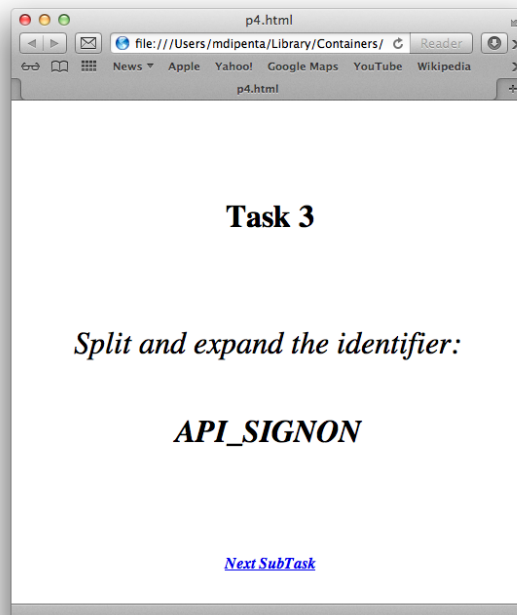 p4.html
file:///Users/mdipenta/Library/Containers/ Reader
News Apple Yahoo! Google Maps YouTube Wikipedia
p4.html
Task 3
Split and expand the identifier:
API_SIGNON
Next SubTask